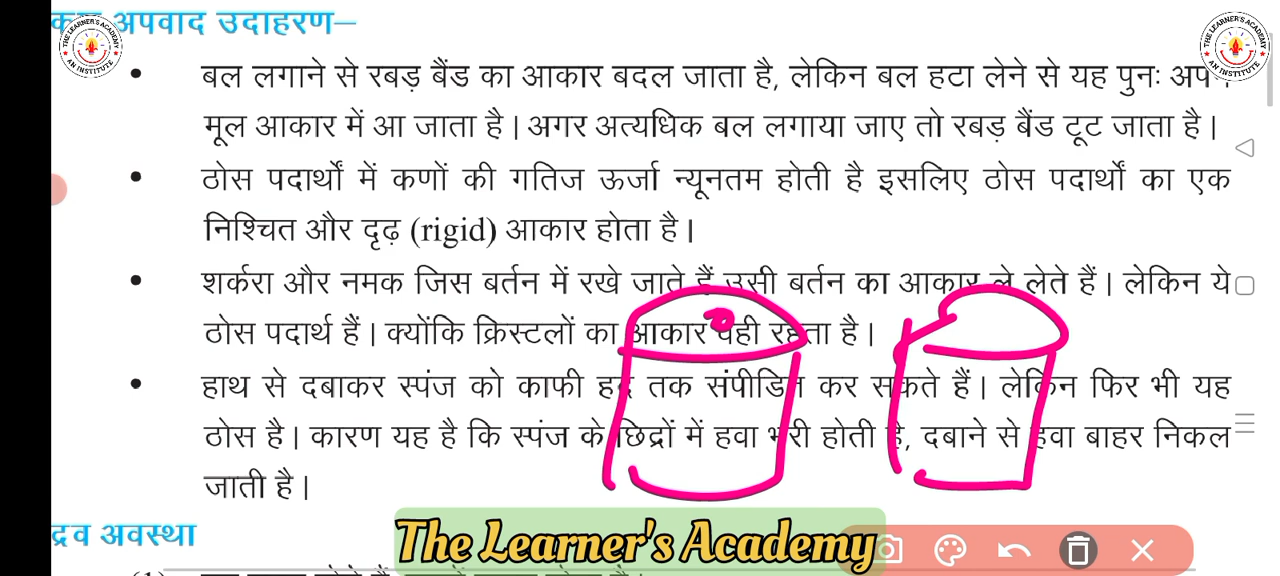 कुछ अपवाद उदाहरण–
• बल लगाने से रबड़ बैंड का आकार बदल जाता है, लेकिन बल हटा लेने से यह पुनः अपने
मूल आकार में आ जाता है। अगर अत्यधिक बल लगाया जाए तो रबड़ बैंड टूट जाता है।
• ठोस पदार्थों में कणों की गतिज ऊर्जा न्यूनतम होती है इसलिए ठोस पदार्थों का एक
निश्चित और दृढ़ (rigid) आकार होता है।
• शर्करा और नमक जिस बर्तन में रखे जाते हैं उसी बर्तन का आकार ले लेते हैं। लेकिन ये
ठोस पदार्थ हैं। क्योंकि क्रिस्टलों का आकार वही रहता है।
• हाथ से दबाकर स्पंज को काफी हद तक संपीडित कर सकते हैं। लेकिन फिर भी यह
ठोस है। कारण यह है कि स्पंज के छिद्रों में हवा भरी होती है, दबाने से हवा बाहर निकल
जाती है।
द्रव अवस्था
The Learner's Academy
THE LEARNER'S ACADEMY
AN INSTITUTE
THE LEARNER'S ACADEMY
AN INSTITUTE